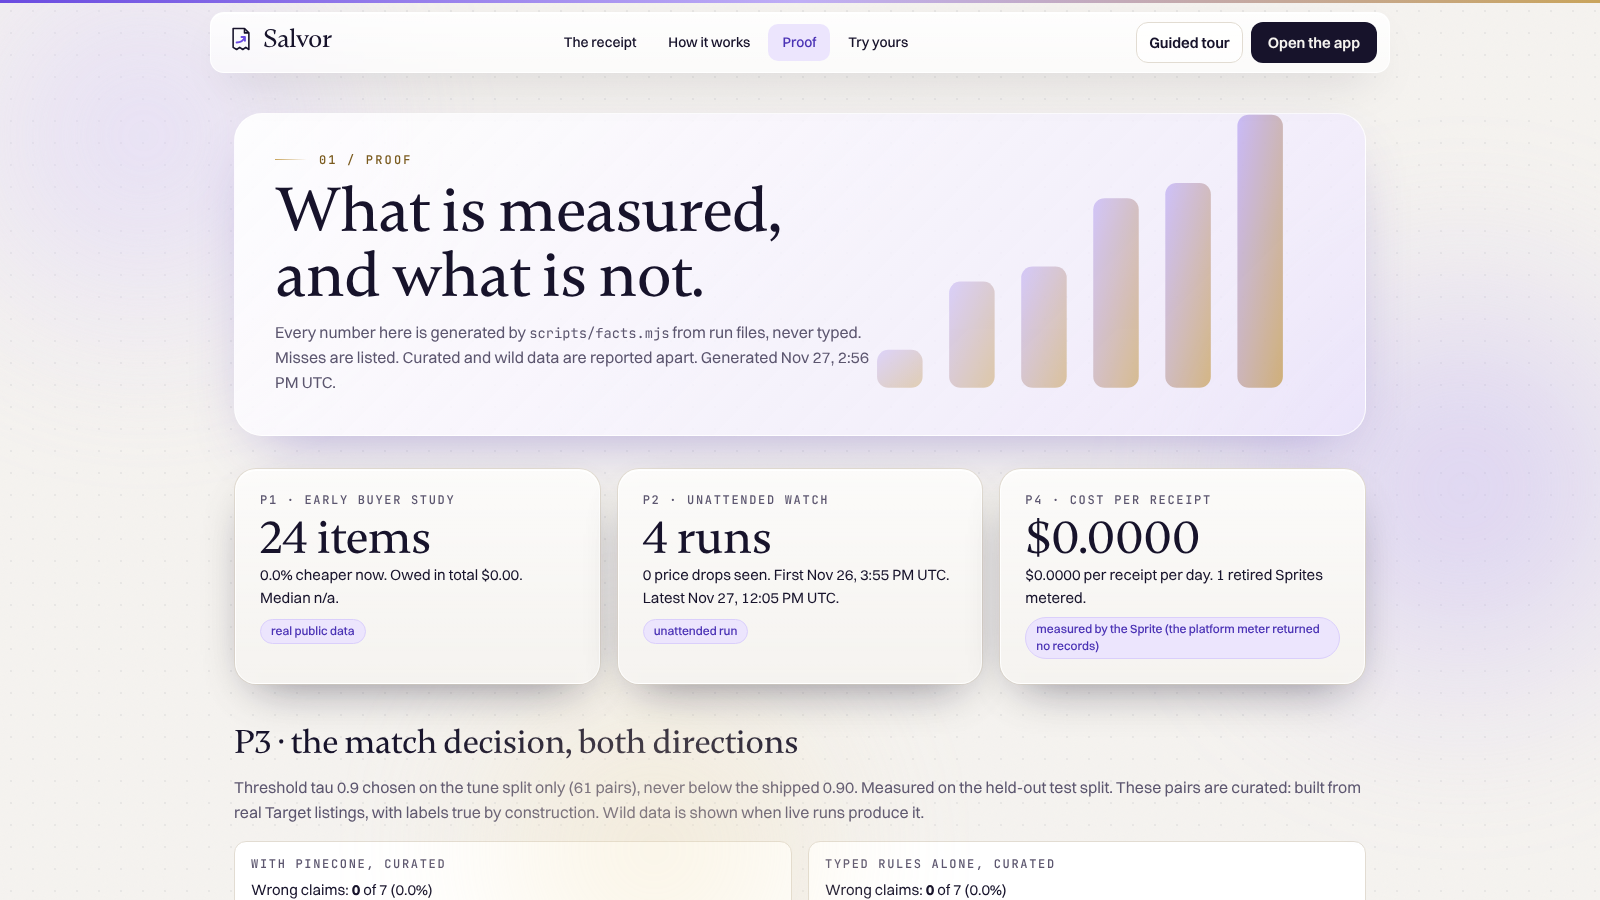 Salvor
The receipt
How it works
Proof
Try yours
Guided tour
Open the app
01 / PROOF
What is measured,
and what is not.
Every number here is generated by scripts/facts.mjs from run files, never typed.
Misses are listed. Curated and wild data are reported apart. Generated Nov 27, 2:56
PM UTC.
P1 · EARLY BUYER STUDY
24 items
0.0% cheaper now. Owed in total $0.00.
Median n/a.
real public data
P2 · UNATTENDED WATCH
4 runs
0 price drops seen. First Nov 26, 3:55 PM UTC.
Latest Nov 27, 12:05 PM UTC.
unattended run
P4 · COST PER RECEIPT
$0.0000
$0.0000 per receipt per day. 1 retired Sprites
metered.
measured by the Sprite (the platform meter returned
no records)
P3 · the match decision, both directions
Threshold tau 0.9 chosen on the tune split only (61 pairs), never below the shipped 0.90. Measured on the held-out test split. These pairs are curated: built from
real Target listings, with labels true by construction. Wild data is shown when live runs produce it.
WITH PINECONE, CURATED
Wrong claims: 0 of 7 (0.0%)
TYPED RULES ALONE, CURATED
Wrong claims: 0 of 7 (0.0%)